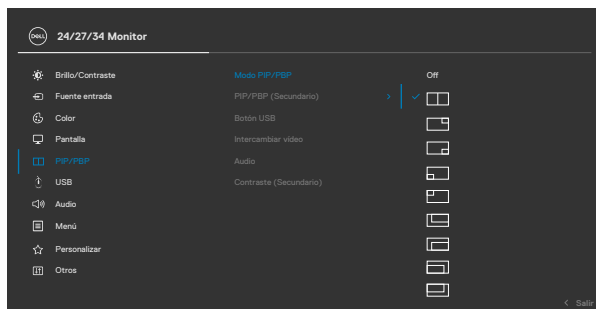 DELL
24/27/34 Monitor
Brillo/Contraste
Fuente entrada
Color
Pantalla
PIP/PBP
USB
Audio
Menú
Personalizar
Otros
Modo PIP/PBP
PIP/PBP (Secundario)
Botón USB
Intercambiar vídeo
Audio
Contraste (Secundario)
Off
Salir